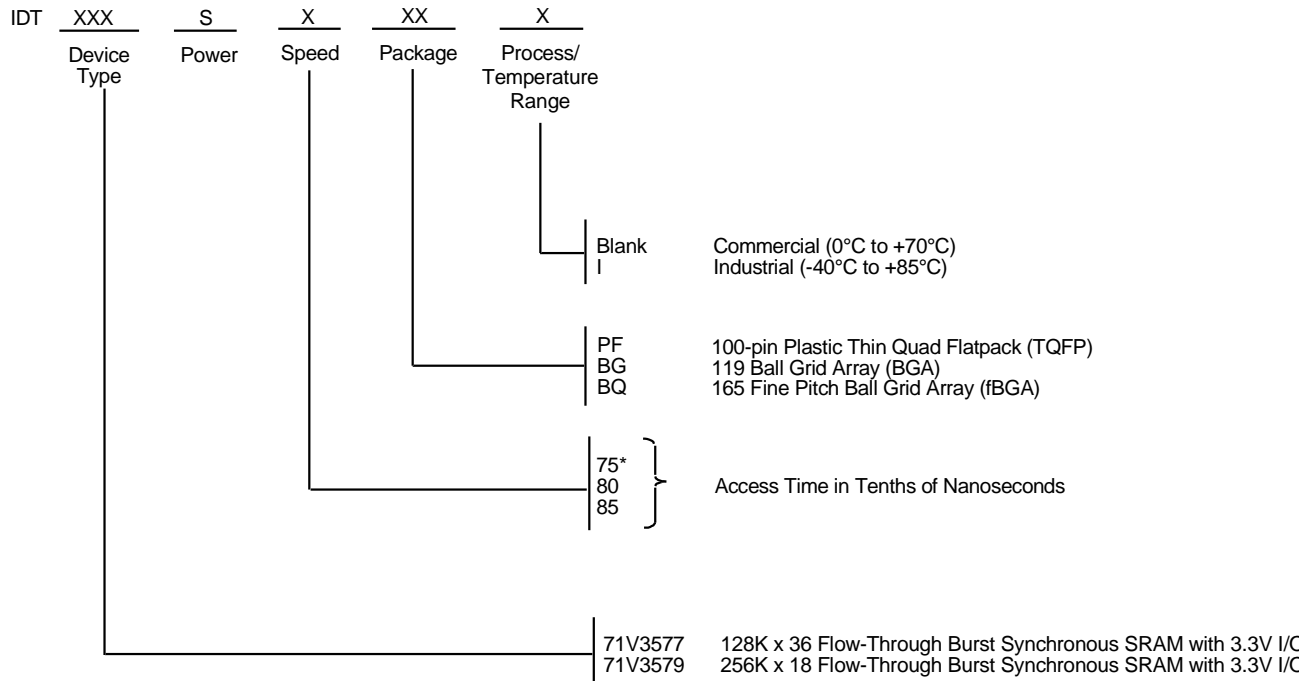 IDT XXX S X XX X
Device Type Power Speed Package Process/ Temperature Range
Blank Commercial (0°C to +70°C)
I Industrial (-40°C to +85°C)
PF 100-pin Plastic Thin Quad Flatpack (TQFP)
BG 119 Ball Grid Array (BGA)
BQ 165 Fine Pitch Ball Grid Array (fBGA)
75*
80 Access Time in Tenths of Nanoseconds
85
71V3577 128K x 36 Flow-Through Burst Synchronous SRAM with 3.3V I/O
71V3579 256K x 18 Flow-Through Burst Synchronous SRAM with 3.3V I/O